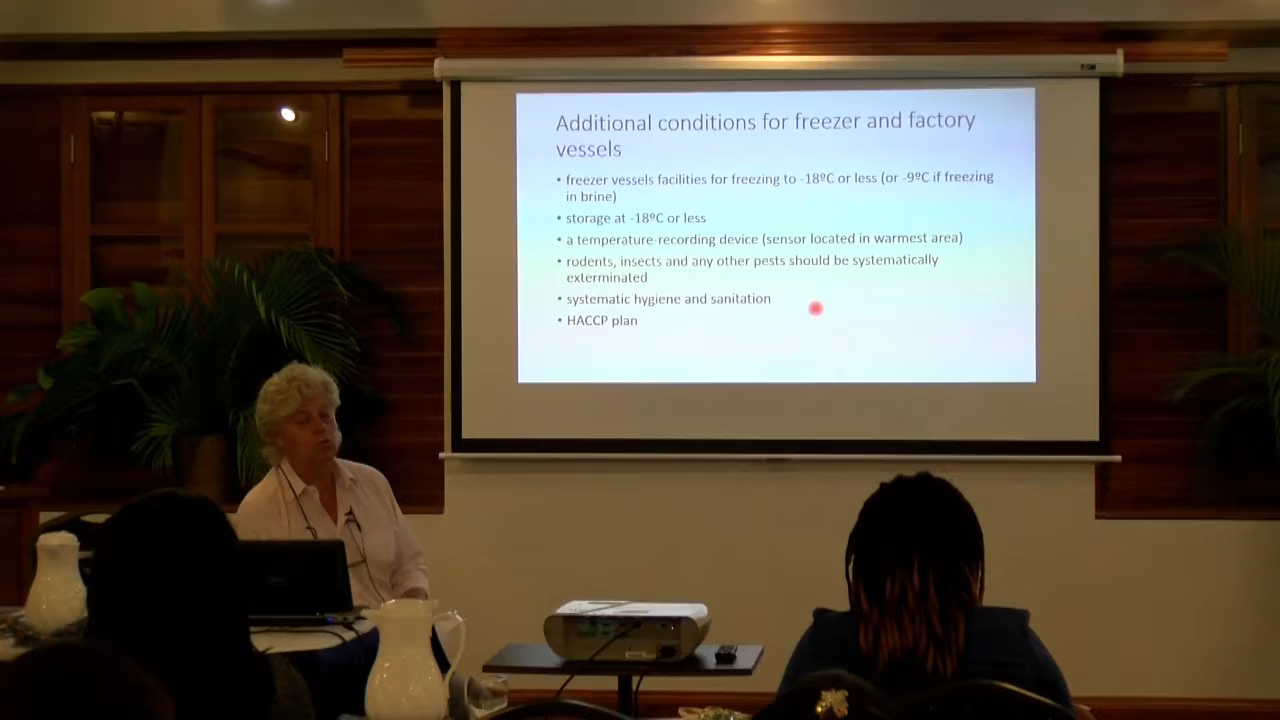 Additional conditions for freezer and factory
vessels
• freezer vessels facilities for freezing to -18ºC or less (or -9ºC if freezing
in brine)
• storage at -18ºC or less
• a temperature-recording device (sensor located in warmest area)
• rodents, insects and any other pests should be systematically
exterminated
• systematic hygiene and sanitation
• HACCP plan